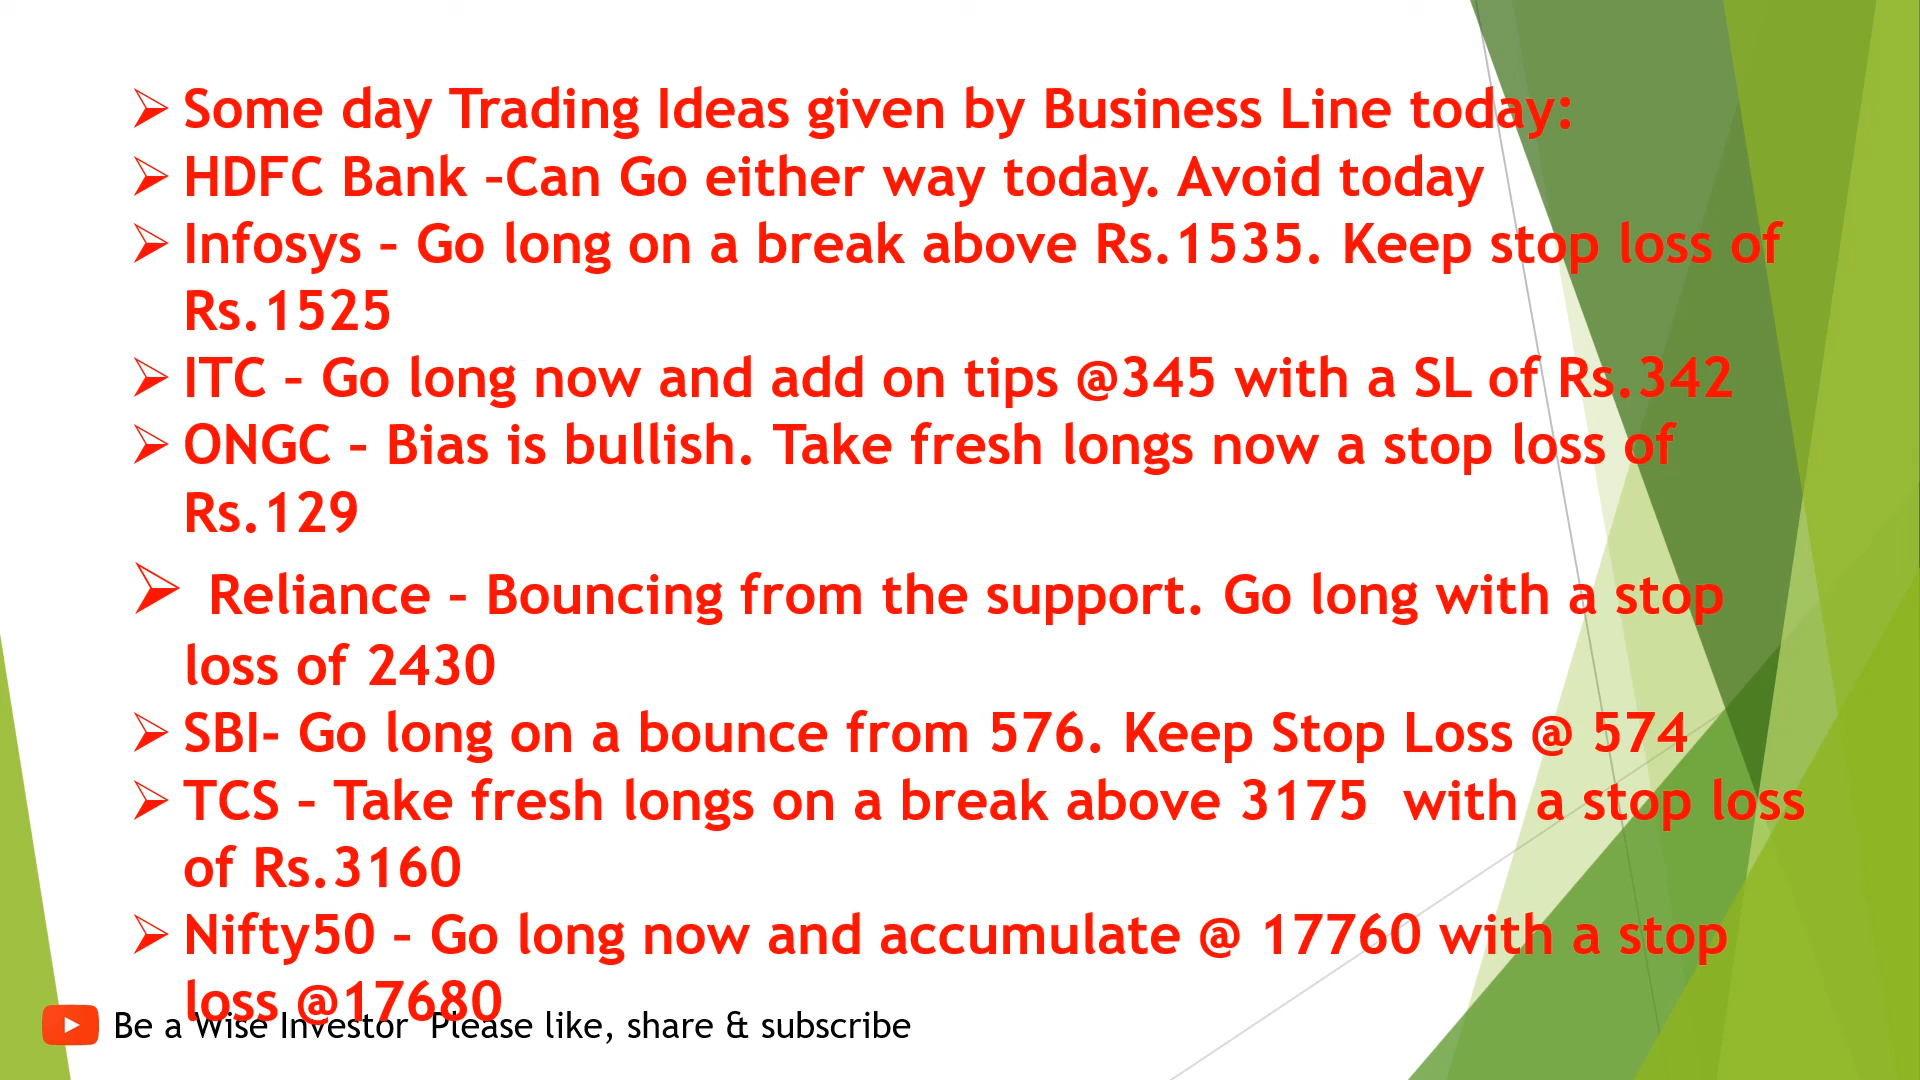 Some day Trading Ideas given by Business Line today:
HDFC Bank –Can Go either way today. Avoid today
Infosys – Go long on a break above Rs.1535. Keep stop loss of
Rs.1525
ITC – Go long now and add on tips @345 with a SL of Rs.342
ONGC – Bias is bullish. Take fresh longs now a stop loss of
Rs.129
Reliance – Bouncing from the support. Go long with a stop
loss of 2430
SBI- Go long on a bounce from 576. Keep Stop Loss @ 574
TCS – Take fresh longs on a break above 3175 with a stop loss
of Rs.3160
Nifty50 – Go long now and accumulate @ 17760 with a stop
loss @17680
Be a Wise Investor Please like, share & subscribe